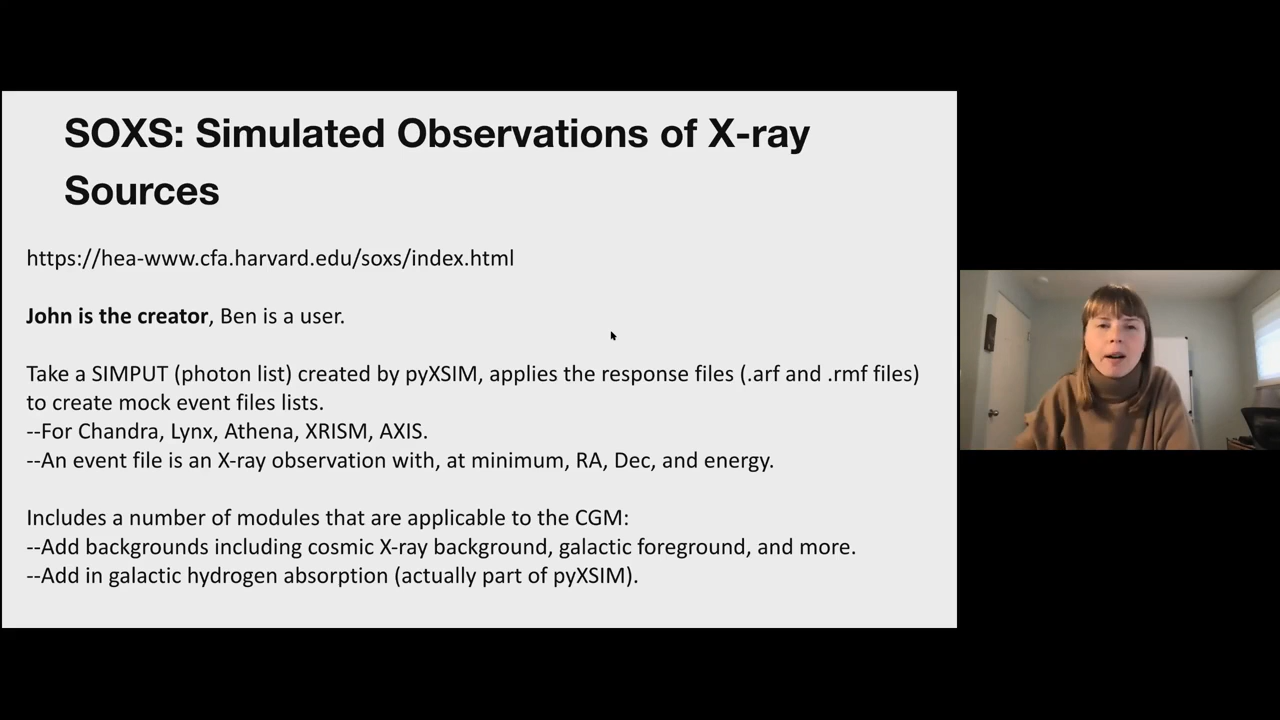 SOXS: Simulated Observations of X-ray
Sources
https://hea-www.cfa.harvard.edu/soxs/index.html
John is the creator, Ben is a user.
Take a SIMPUT (photon list) created by pyXSIM, applies the response files (.arf and .rmf files)
to create mock event files lists.
--For Chandra, Lynx, Athena, XRISM, AXIS.
--An event file is an X-ray observation with, at minimum, RA, Dec, and energy.
Includes a number of modules that are applicable to the CGM:
--Add backgrounds including cosmic X-ray background, galactic foreground, and more.
--Add in galactic hydrogen absorption (actually part of pyXSIM).